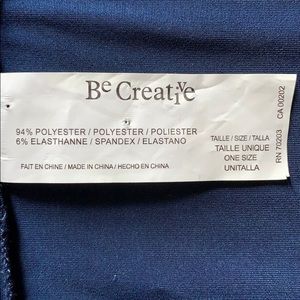 Be Creative
94% POLYESTER / POLYESTER / POLIESTER
6% ELASTHANNE / SPANDEX / ELASTANO
FAIT EN CHINE / MADE IN CHINA / HECHO EN CHINA
TAILLE / SIZE / TALLA
TAILLE UNIQUE
ONE SIZE
UNITALLA
RN 70203 CA 00202